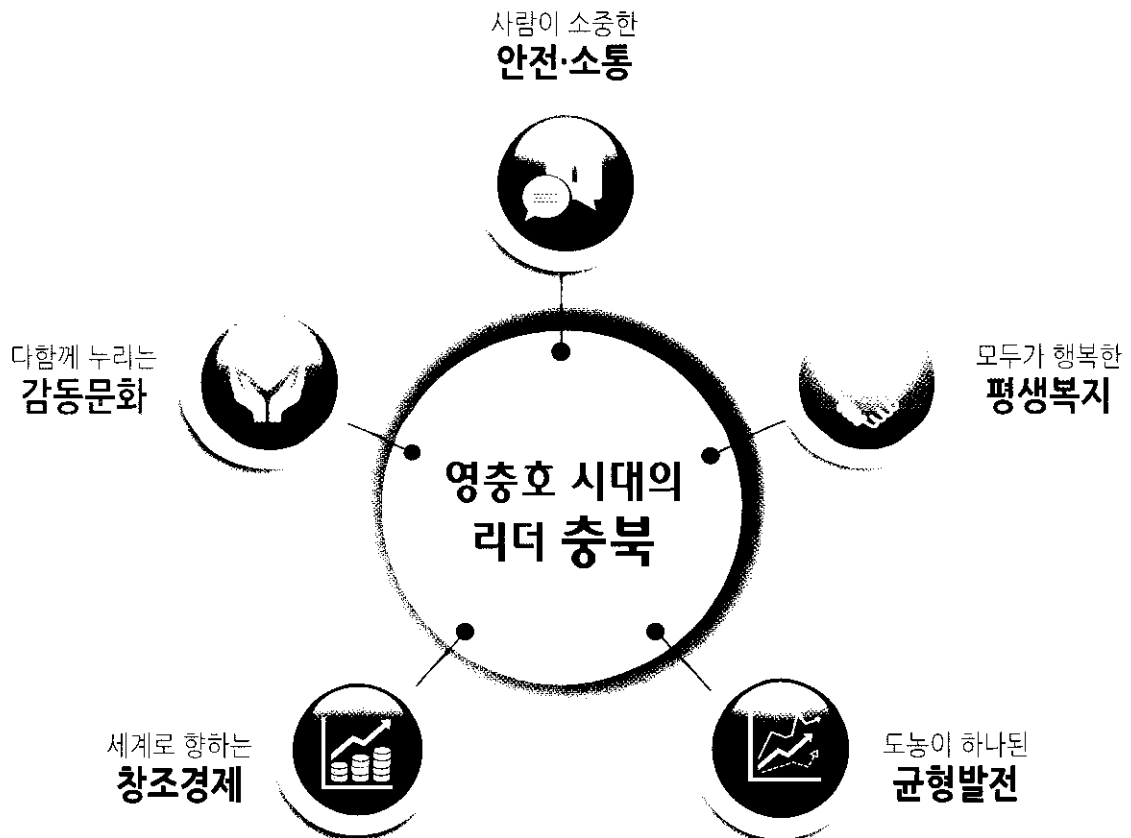 사람이 소중한
안전·소통
다함께 누리는
감동문화
모두가 행복한
평생복지
영충호 시대의
리더 충북
세계로 향하는
창조경제
도농이 하나된
균형발전